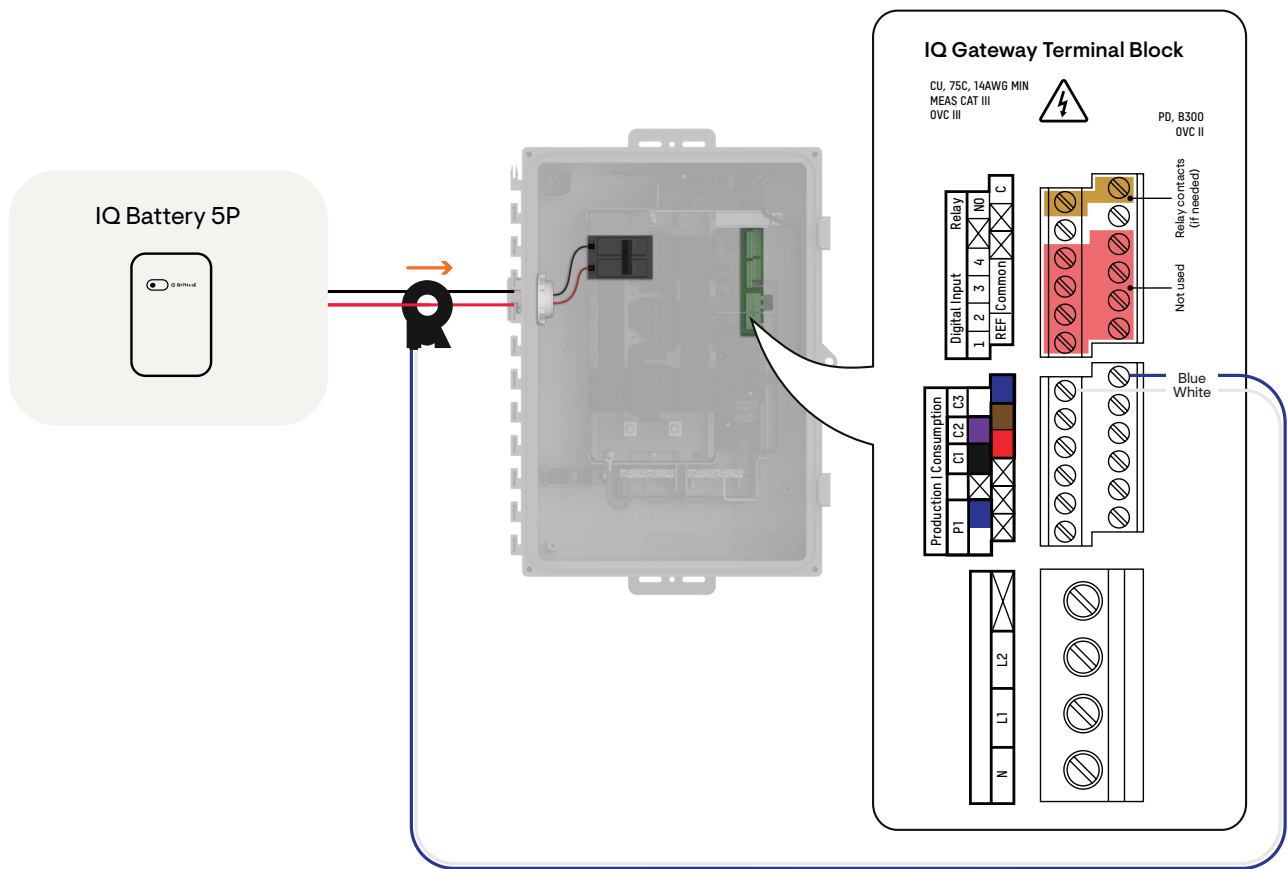 IQ Battery 5P
ENPHASE
IQ Gateway Terminal Block
CU, 75C, 14AWG MIN
MEAS CAT III
OVC III
PD, B300
OVC II
Relay
Digital Input
NO
4
3
2
1
C
Common
REF
Relay contacts
(if needed)
Not used
Production | Consumption
C3
C2
C1
P1
Blue
White
L2
L1
N